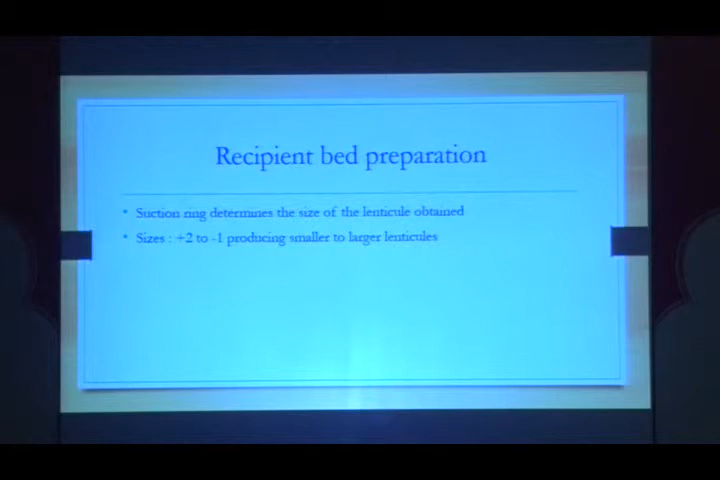 Recipient bed preparation
• Suction ring determines the size of the lenticule obtained
• Sizes : +2 to -1 producing smaller to larger lenticules